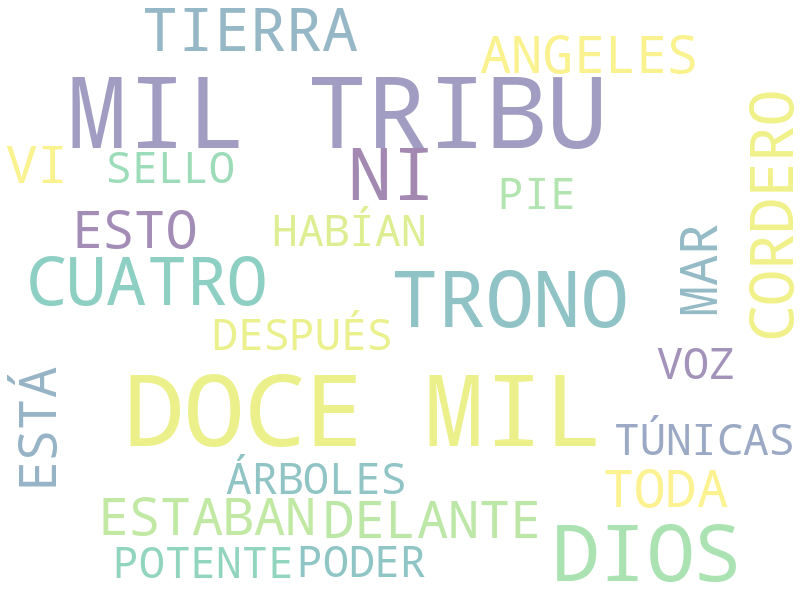 TIERRA
ANGELES
MIL TRIBU
CORDERO
VI
SELLO
NI
PIE
ESTO
HABÍAN
MAR
CUATRO
TRONO
DESPUÉS
VOZ
ESTÁ
DOCE MIL
TÚNICAS
ÁRBOLES
TODA
ESTABAN
DELANTE
DIOS
POTENTE
PODER